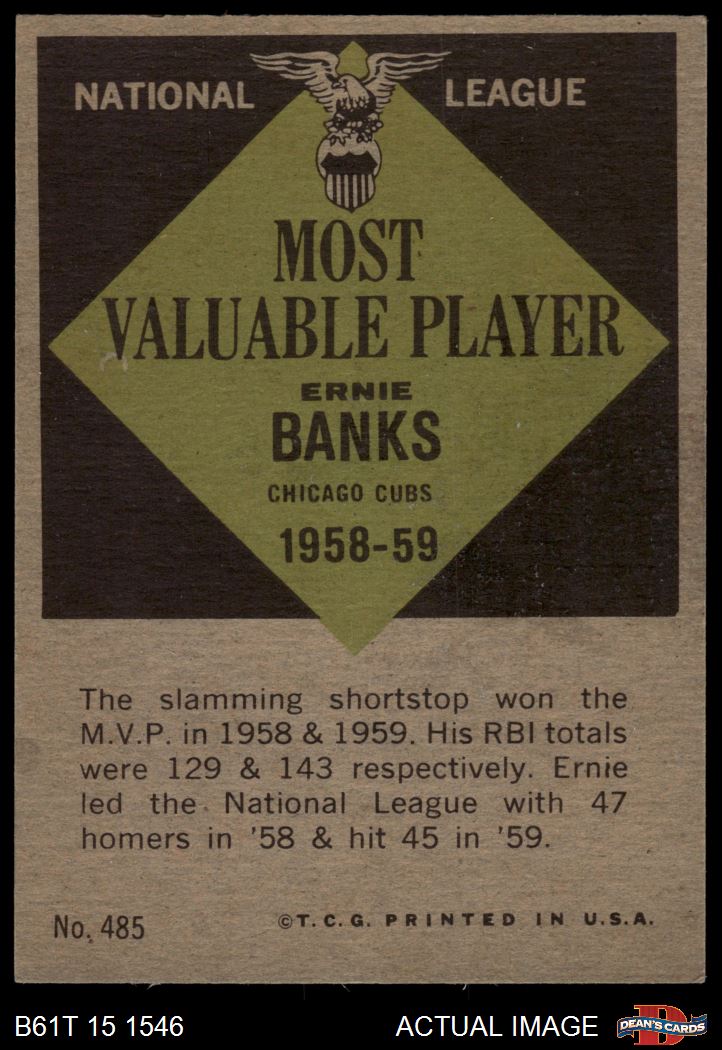 NATIONAL LEAGUE
MOST
VALUABLE PLAYER
ERNIE
BANKS
CHICAGO CUBS
1958-59
The slamming shortstop won the
M.V.P. in 1958 & 1959. His RBI totals
were 129 & 143 respectively. Ernie
led the National League with 47
homers in '58 & hit 45 in '59.
No. 485 ©T.C.G. PRINTED IN U.S.A.
B61T 15 1546 ACTUAL IMAGE DEAN'S CARDS